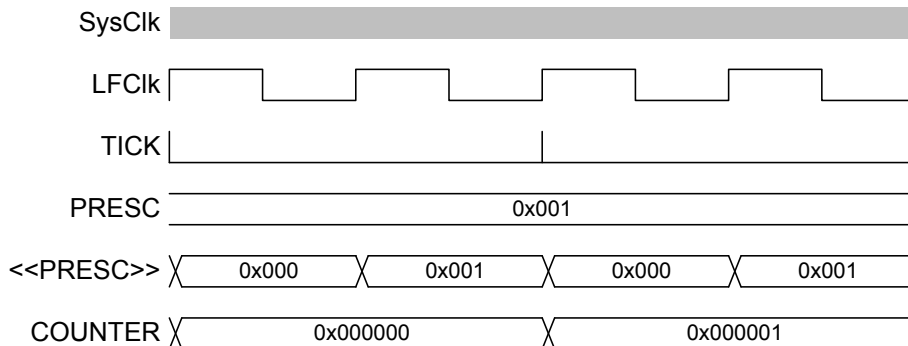 SysClk
LFClk
TICK
PRESC 0x001
<<PRESC>> 0x000 0x001 0x000 0x001
COUNTER 0x000000 0x000001